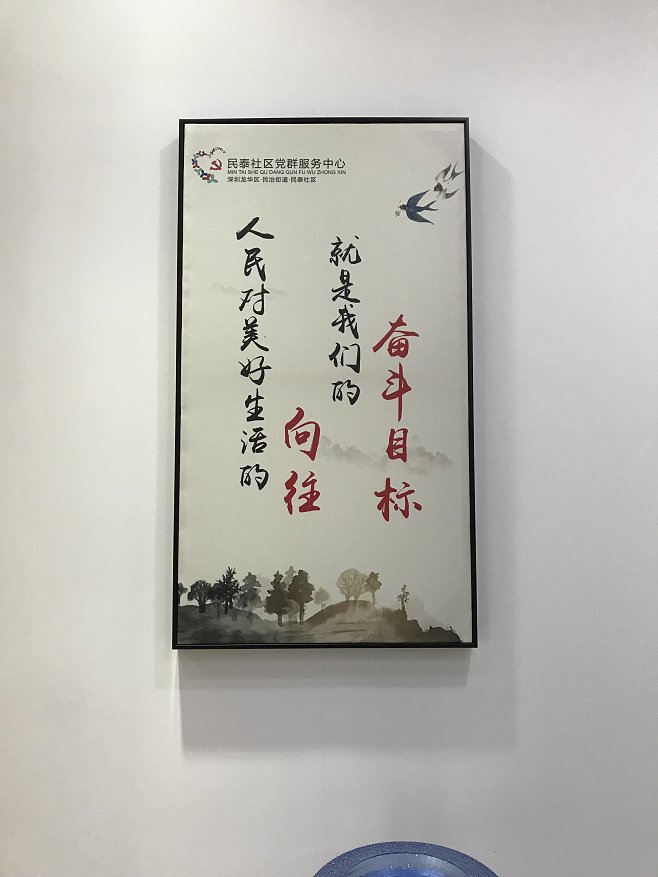 民泰社区党群服务中心
MIN TAI SHE QU DANG QUN FU WU ZHONG XIN
深圳龙华区·民治街道·民泰社区
人民对美好生活的
向往
就是我们的
奋斗目标